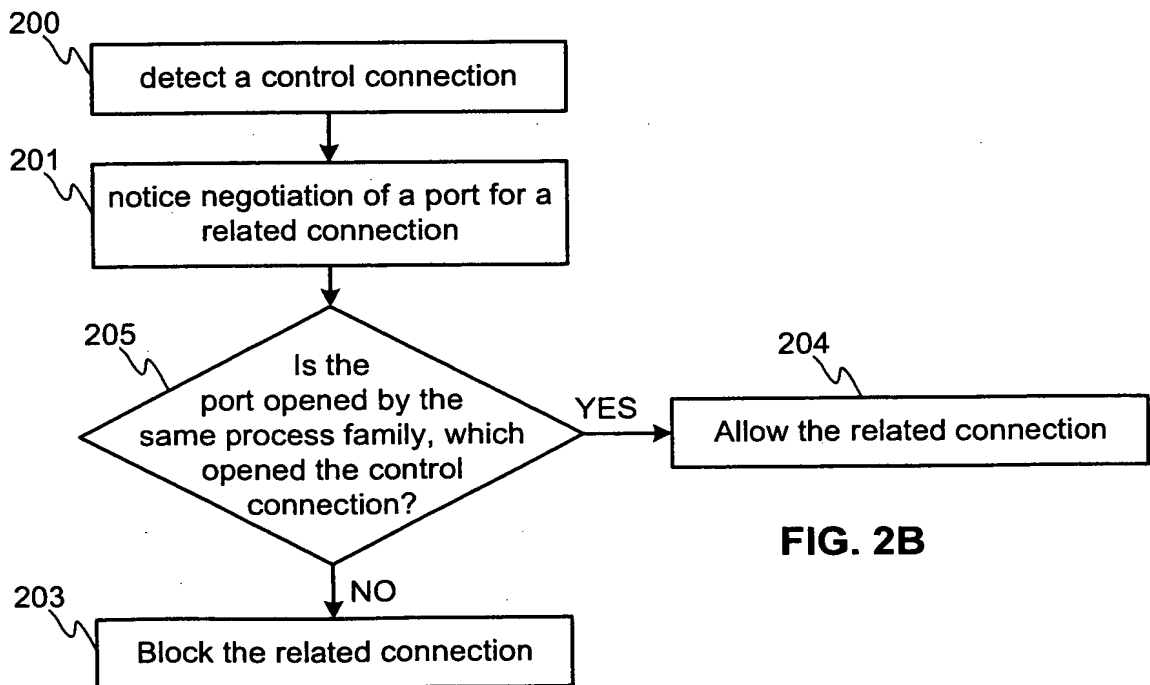 200
detect a control connection
201
notice negotiation of a port for a
related connection
205
Is the
port opened by the
same process family, which
opened the control
connection?
YES
204
Allow the related connection
FIG. 2B
NO
203
Block the related connection